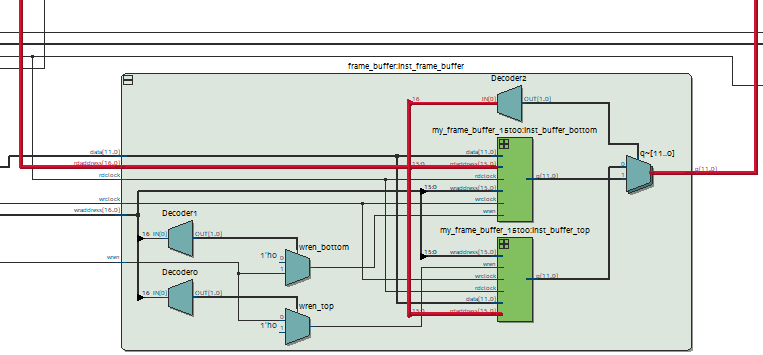 frame_buffer:inst_frame_buffer
Decoder2
16 IN[0] OUT[1..0]
my_frame_buffer_15to0:inst_buffer_bottom
q~[11..0]
data[11..0] data[11..0]
rdaddress[16..0] 15:0 rdaddress[15..0] 0
rdclock rdclock q[11..0] 1 q[11..0]
15:0 wraddress[15..0]
wrclock wrclock
wraddress[16..0] wren
Decoder1
my_frame_buffer_15to0:inst_buffer_top
16 IN[0] OUT[1..0]
wren_bottom
15:0 wraddress[15..0]
wrclock
1'h0 0
wren
wren
1
wrclock
Decoder0
q[11..0]
rdclock
16 IN[0] OUT[1..0]
data[11..0]
wren_top
15:0 rdaddress[15..0]
0
1'h0 1